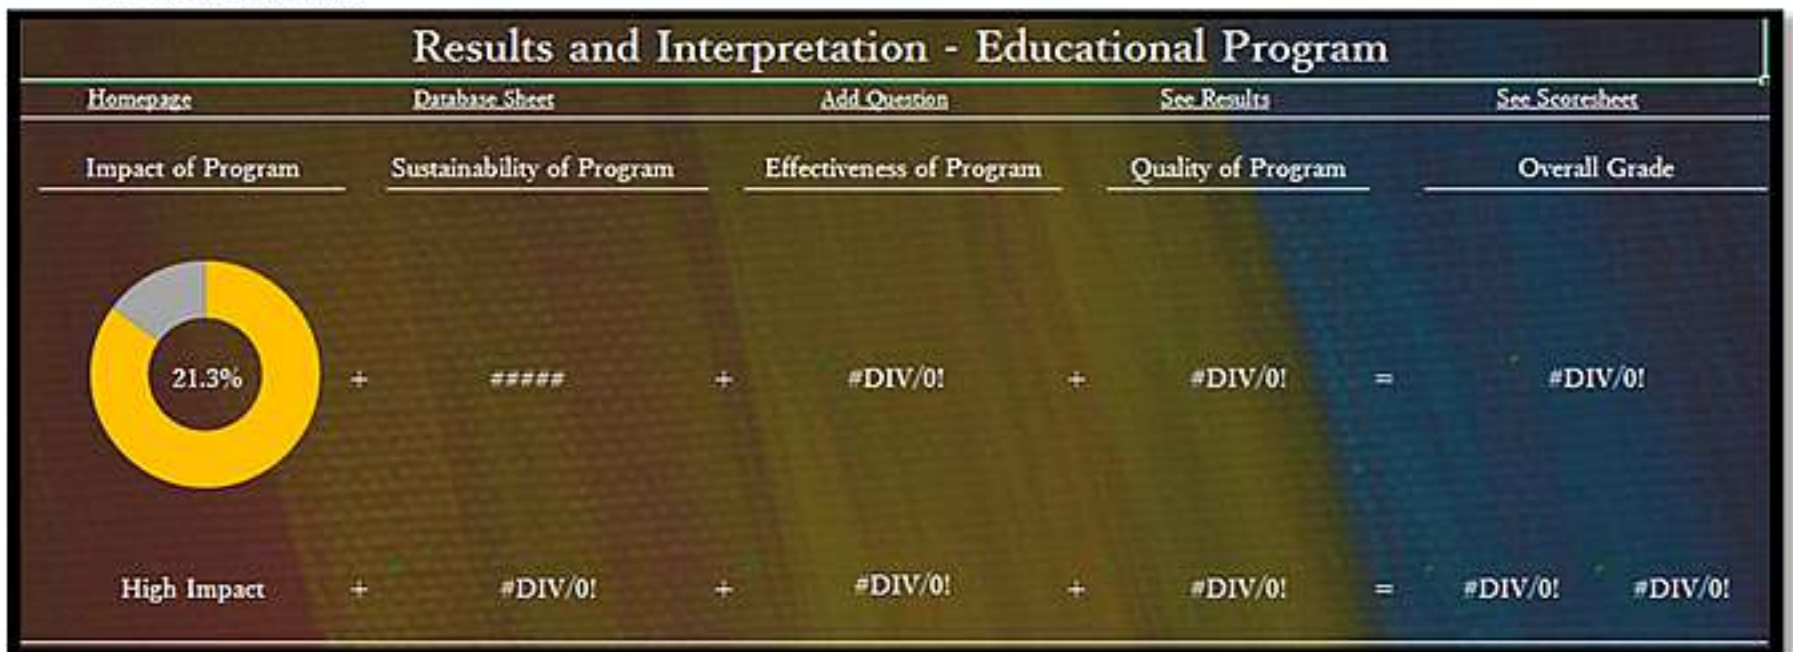 Results and Interpretation - Educational Program
Homepage Database Sheet Add Question See Results See Scoresheet
Impact of Program Sustainability of Program Effectiveness of Program Quality of Program Overall Grade
21.3% + ##### + #DIV/0! + #DIV/0! = #DIV/0!
High Impact + #DIV/0! + #DIV/0! + #DIV/0! = #DIV/0! #DIV/0!